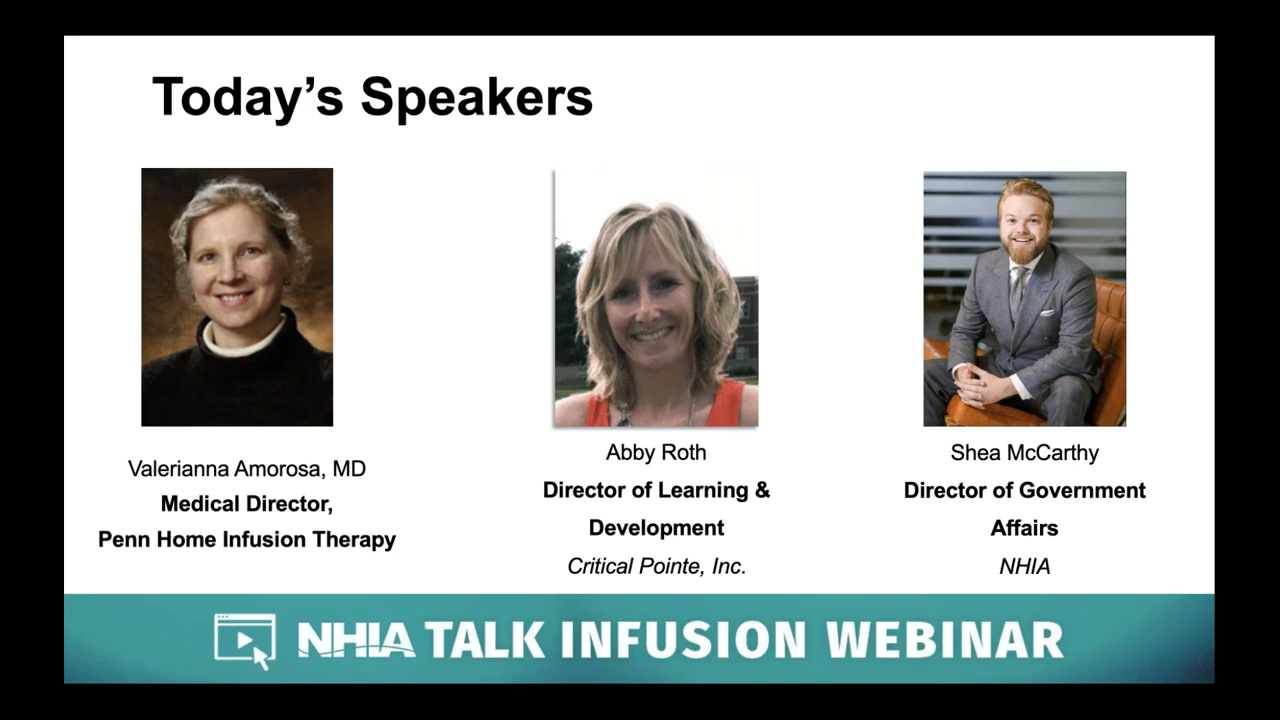 Today's Speakers
Valerianna Amorosa, MD
Medical Director,
Penn Home Infusion Therapy
Abby Roth
Director of Learning &
Development
Critical Pointe, Inc.
Shea McCarthy
Director of Government
Affairs
NHIA
NHIA TALK INFUSION WEBINAR